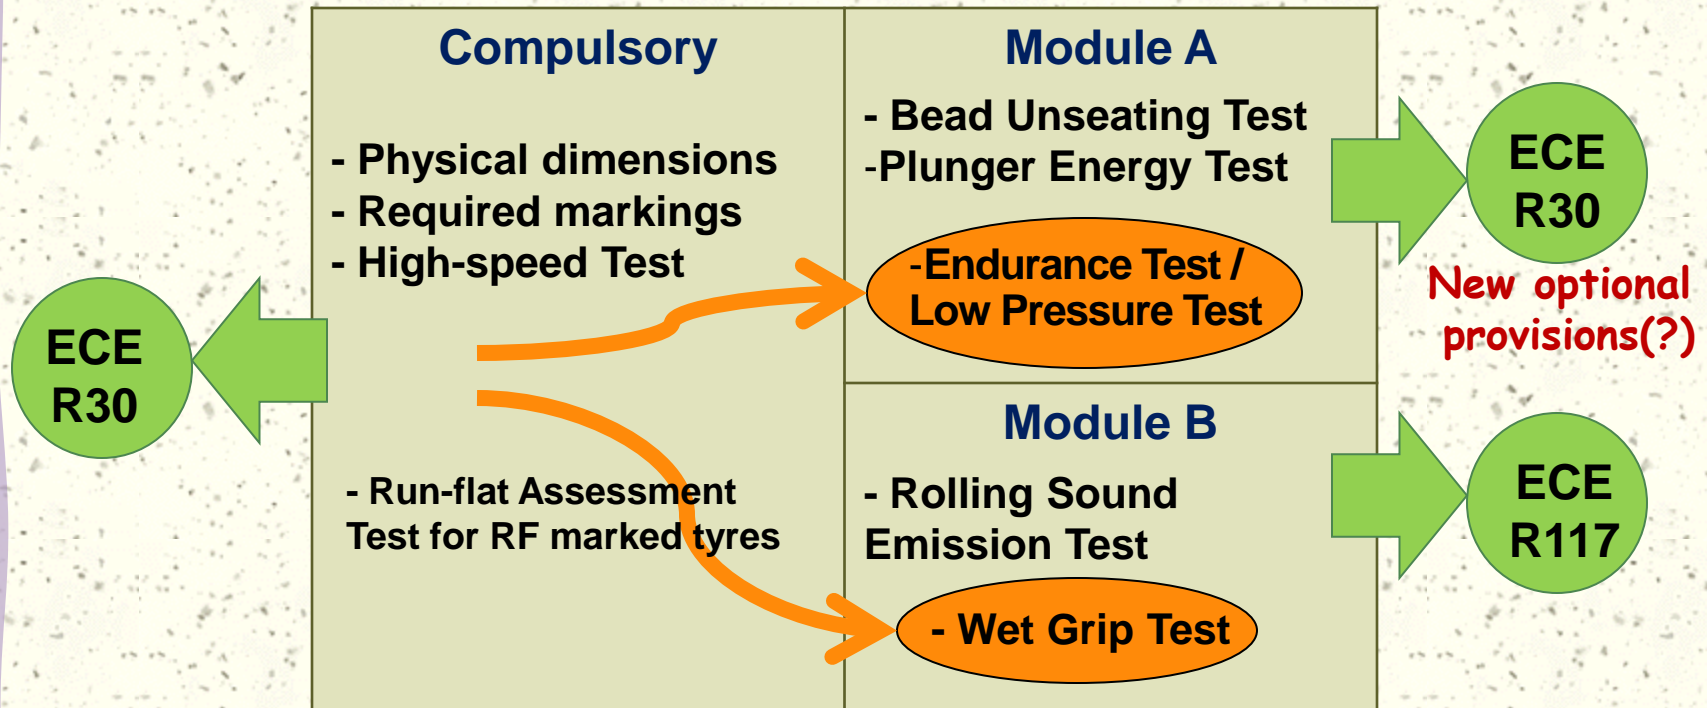 Compulsory
- Physical dimensions
- Required markings
- High-speed Test
- Run-flat Assessment
Test for RF marked tyres
ECE
R30
Module A
- Bead Unseating Test
-Plunger Energy Test
-Endurance Test /
Low Pressure Test
ECE
R30
New optional
provisions(?)
Module B
- Rolling Sound
Emission Test
- Wet Grip Test
ECE
R117